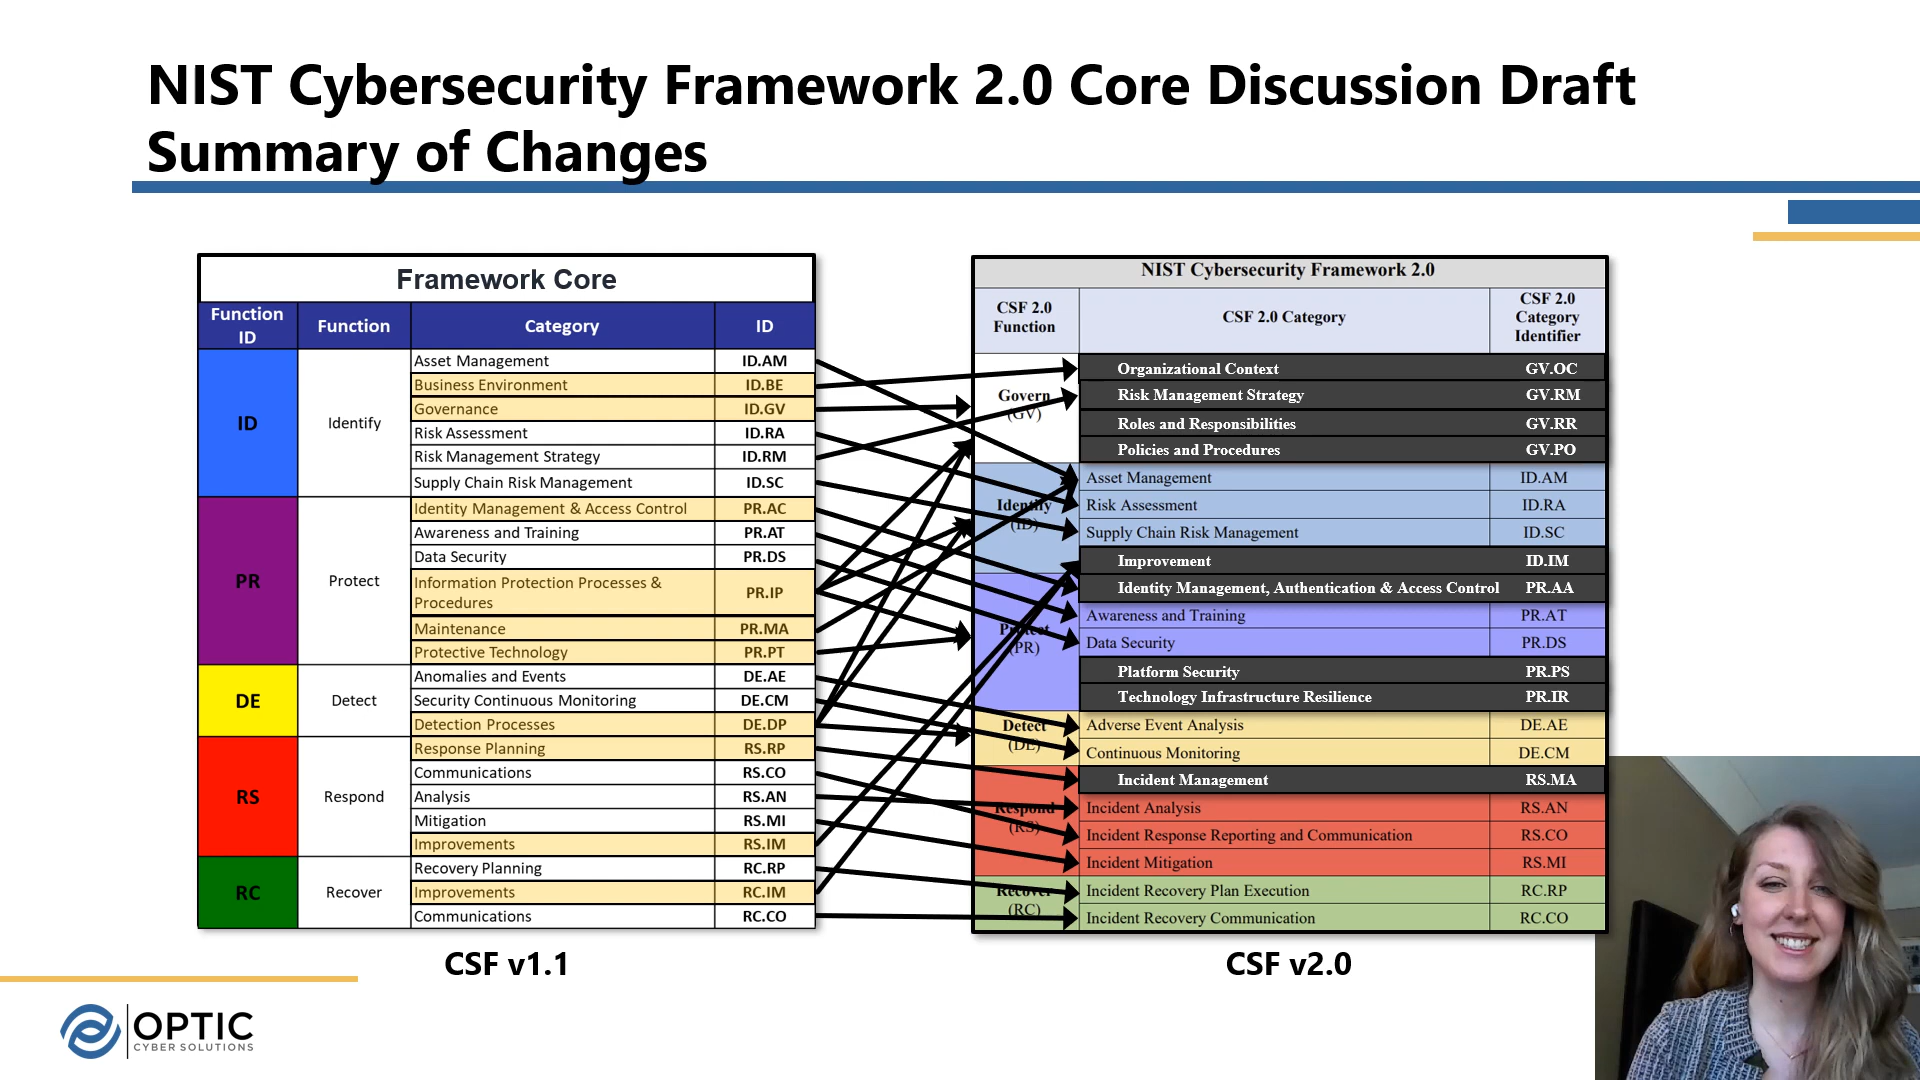 NIST Cybersecurity Framework 2.0 Core Discussion Draft
Summary of Changes
Framework Core
Function ID Function Category ID
ID Identify
Asset Management ID.AM
Business Environment ID.BE
Governance ID.GV
Risk Assessment ID.RA
Risk Management Strategy ID.RM
Supply Chain Risk Management ID.SC
PR Protect
Identity Management & Access Control PR.AC
Awareness and Training PR.AT
Data Security PR.DS
Information Protection Processes &
Procedures PR.IP
Maintenance PR.MA
Protective Technology PR.PT
DE Detect
Anomalies and Events DE.AE
Security Continuous Monitoring DE.CM
Detection Processes DE.DP
RS Respond
Response Planning RS.RP
Communications RS.CO
Analysis RS.AN
Mitigation RS.MI
Improvements RS.IM
RC Recover
Recovery Planning RC.RP
Improvements RC.IM
Communications RC.CO
CSF v1.1
NIST Cybersecurity Framework 2.0
CSF 2.0
Function
CSF 2.0 Category
CSF 2.0
Category
Identifier
Govern
(GV)
Organizational Context GV.OC
Risk Management Strategy GV.RM
Roles and Responsibilities GV.RR
Policies and Procedures GV.PO
Identify
(ID)
Asset Management ID.AM
Risk Assessment ID.RA
Supply Chain Risk Management ID.SC
Improvement ID.IM
Protect
(PR)
Identity Management, Authentication & Access Control PR.AA
Awareness and Training PR.AT
Data Security PR.DS
Platform Security PR.PS
Technology Infrastructure Resilience PR.IR
Detect
(DE)
Adverse Event Analysis DE.AE
Continuous Monitoring DE.CM
Respond
(RS)
Incident Management RS.MA
Incident Analysis RS.AN
Incident Response Reporting and Communication RS.CO
Incident Mitigation RS.MI
Recover
(RC)
Incident Recovery Plan Execution RC.RP
Incident Recovery Communication RC.CO
CSF v2.0
OPTIC
CYBER SOLUTIONS